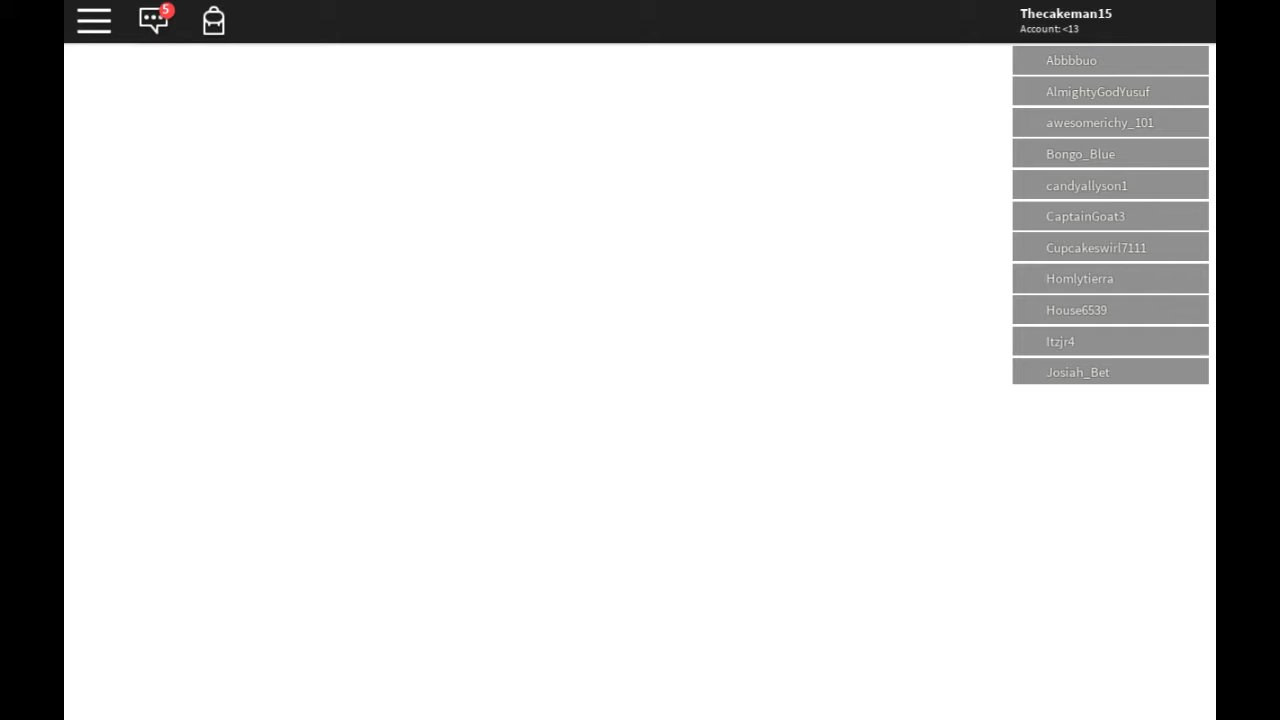 5
Thecakeman15
Account: <13
Abbbbuo
AlmightyGodYusuf
awesomerichy_101
Bongo_Blue
candyallyson1
CaptainGoat3
Cupcakeswirl7111
Homlytierra
House6539
Itzjr4
Josiah_Bet